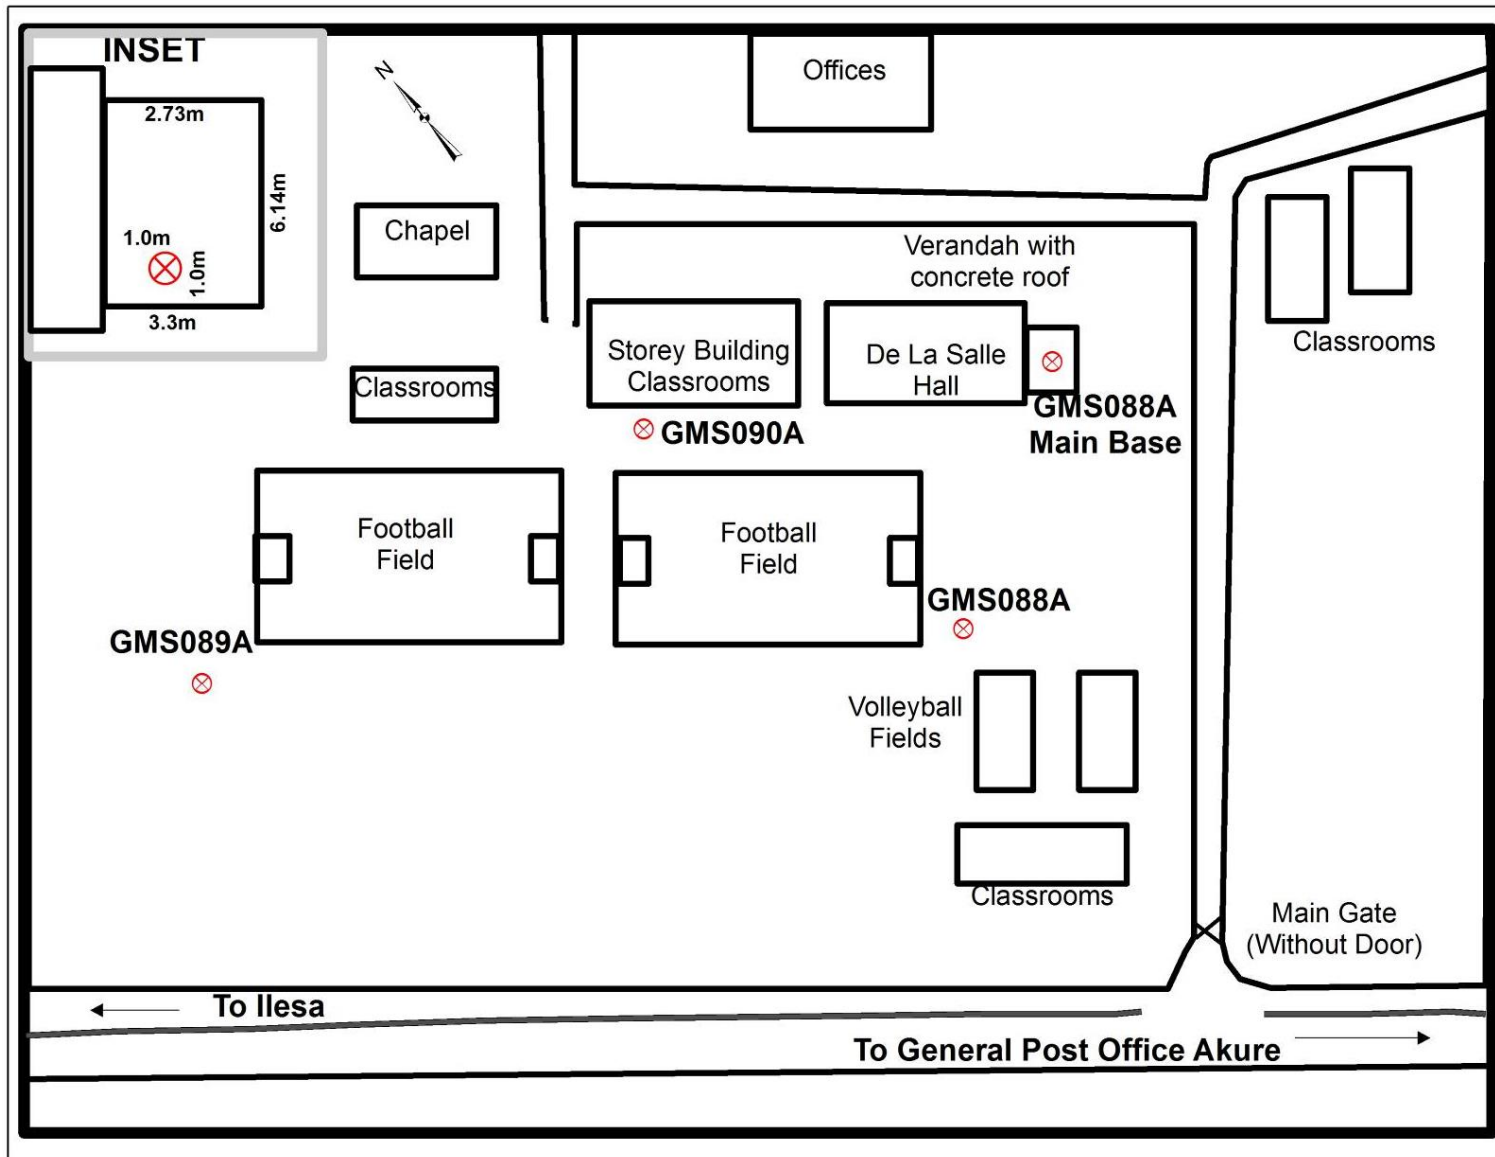 INSET
2.73m
6.14m
1.0m
1.0m
3.3m
N
Offices
Chapel
Verandah with
concrete roof
Classrooms
Storey Building
Classrooms
De La Salle
Hall
Classrooms
GMS088A
Main Base
GMS090A
Football
Field
Football
Field
GMS088A
GMS089A
Volleyball
Fields
Classrooms
Main Gate
(Without Door)
To Ilesa
To General Post Office Akure